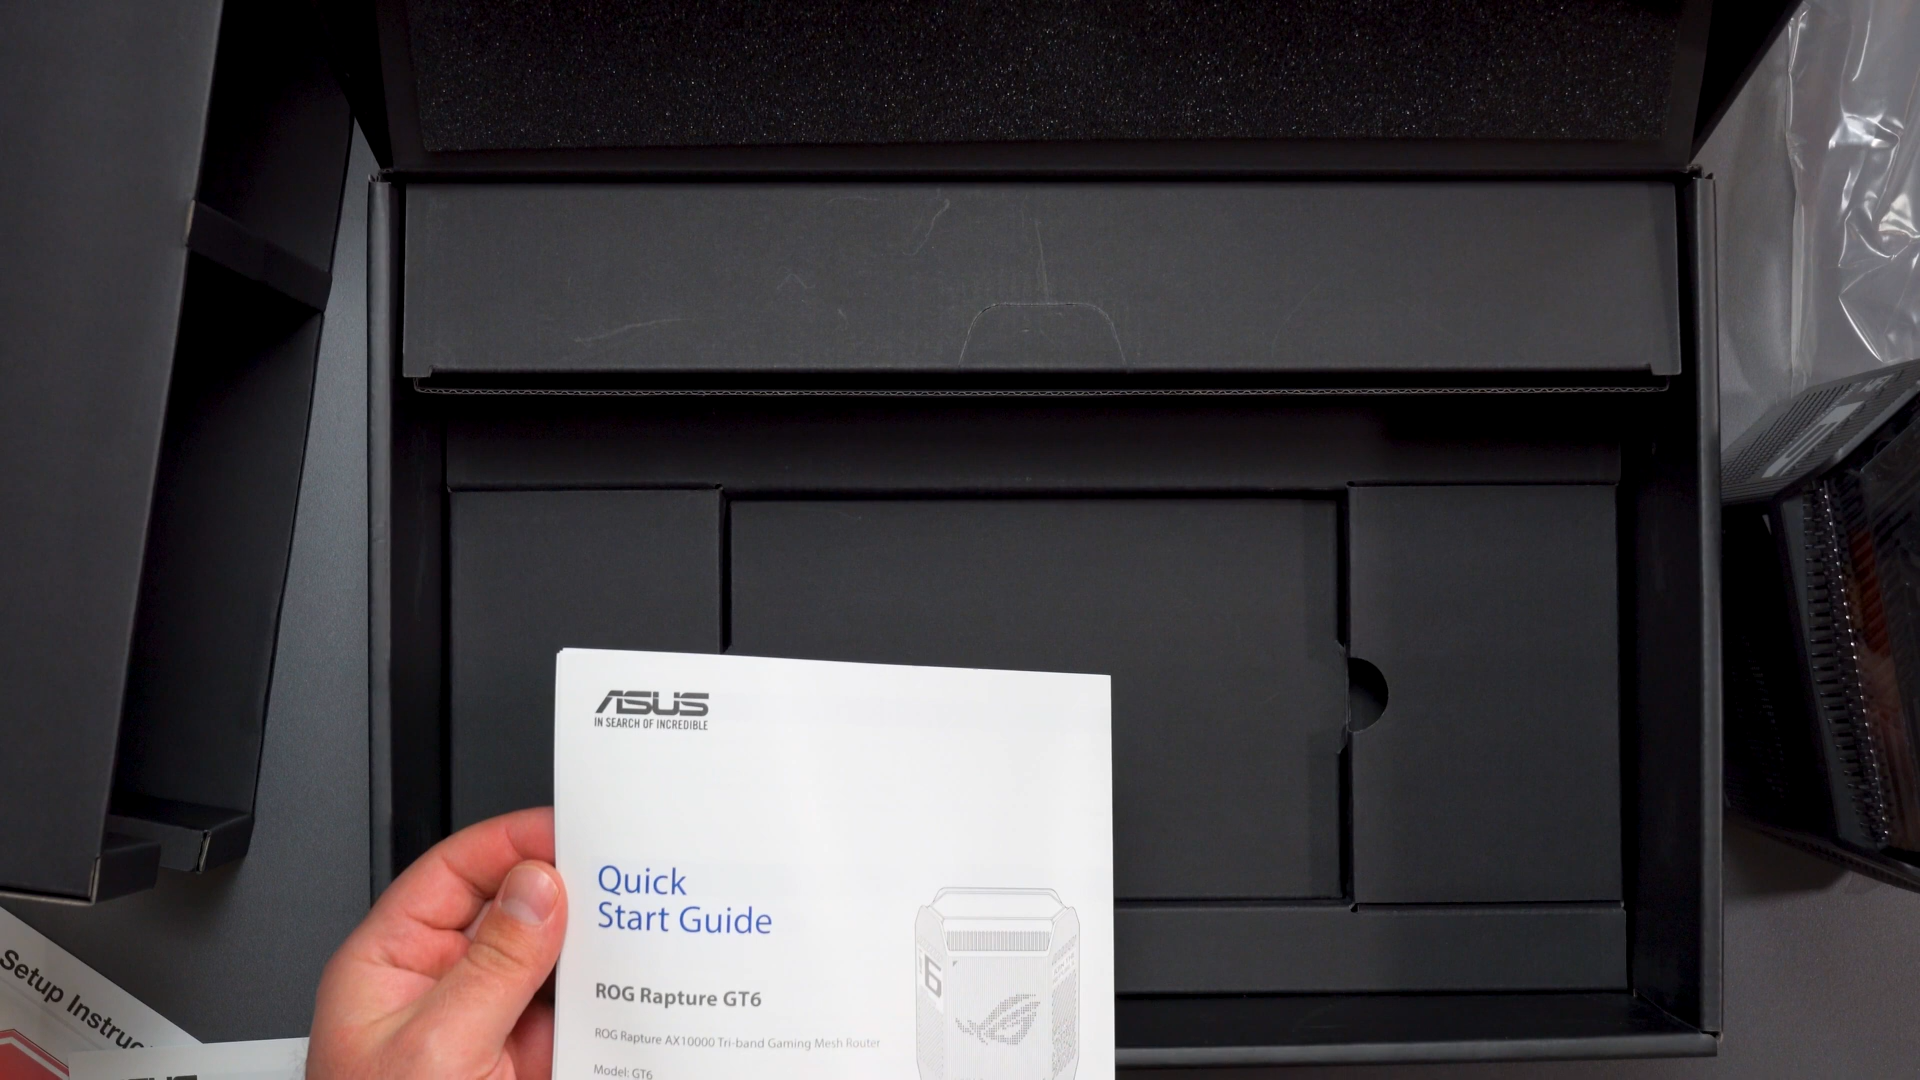 ASUS
IN SEARCH OF INCREDIBLE
Quick
Start Guide
ROG Rapture GT6
ROG Rapture AX10000 Tri-band Gaming Mesh Router
Model: GT6
6
Setup Instruc